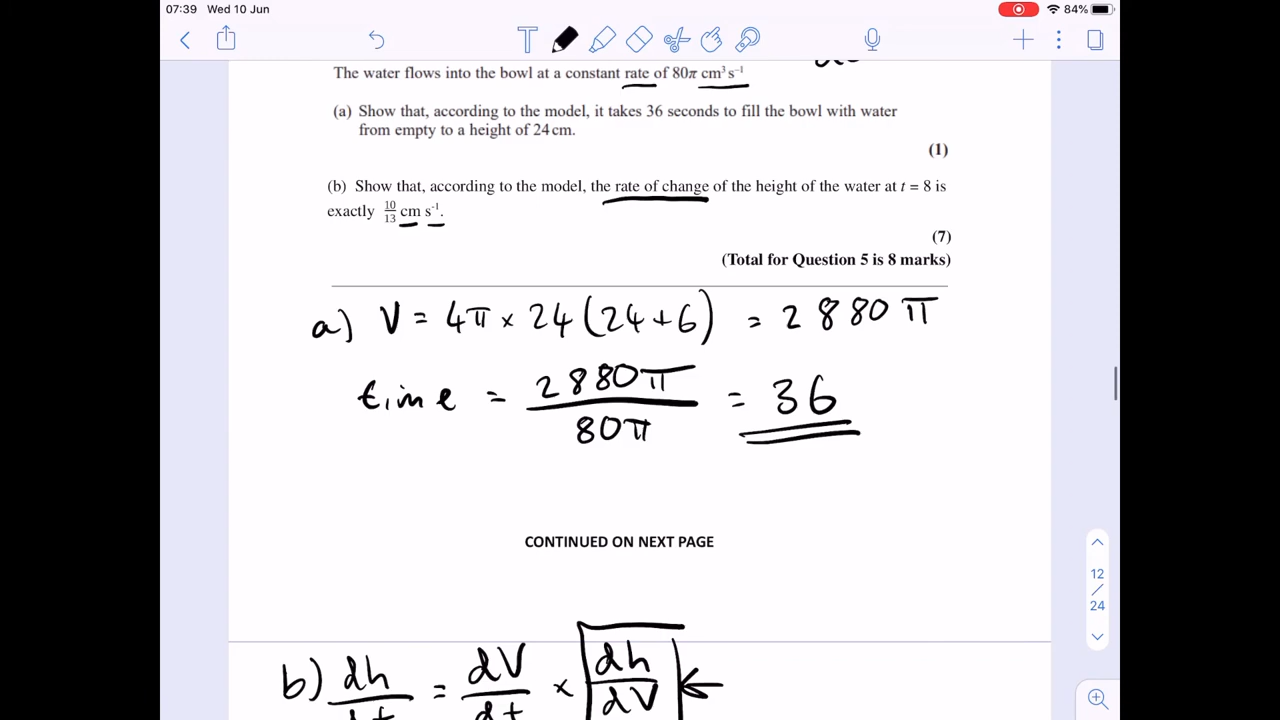 07:39 Wed 10 Jun 84%
The water flows into the bowl at a constant rate of 80π cm³ s⁻¹
(a) Show that, according to the model, it takes 36 seconds to fill the bowl with water
from empty to a height of 24 cm.
(1)
(b) Show that, according to the model, the rate of change of the height of the water at t = 8 is
exactly 10/13 cm s⁻¹.
(7)
(Total for Question 5 is 8 marks)
a) V = 4π × 24 (24+6) = 2880π
time = 2880π / 80π = 36
CONTINUED ON NEXT PAGE
b) dh/dt = dV/dt × dh/dV ←
12 / 24